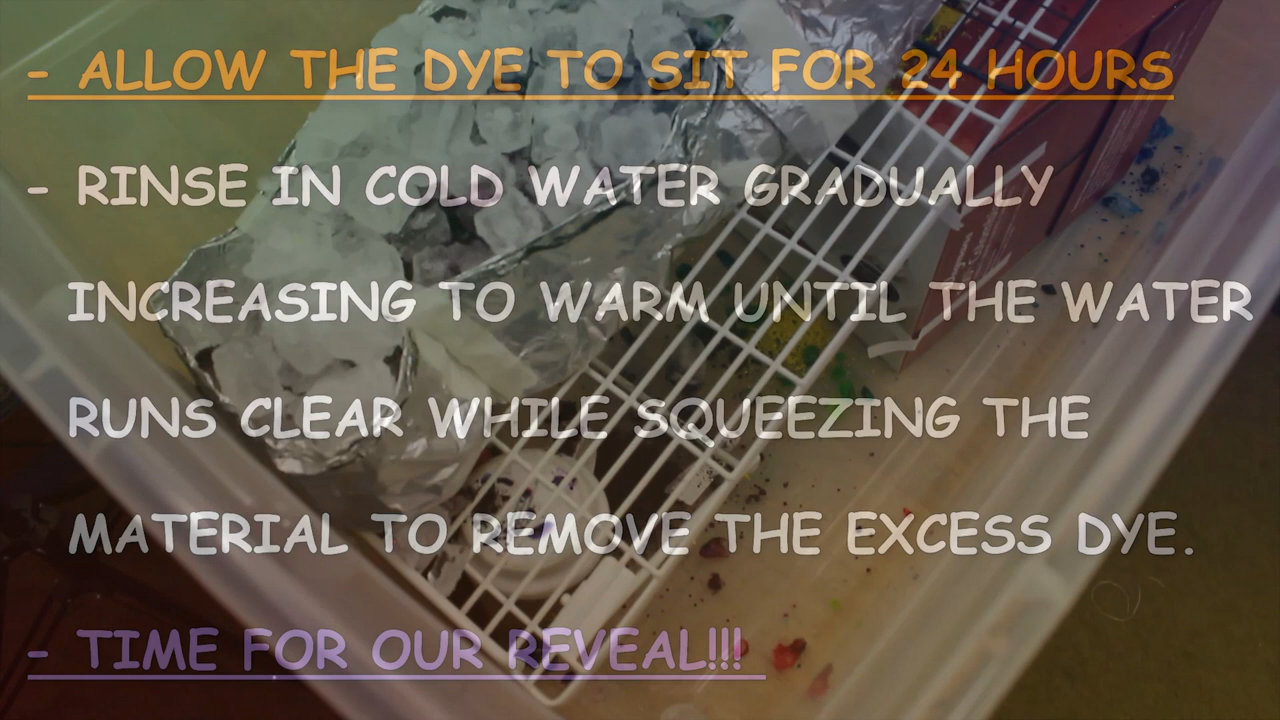 - ALLOW THE DYE TO SIT FOR 24 HOURS
- RINSE IN COLD WATER GRADUALLY
INCREASING TO WARM UNTIL THE WATER
RUNS CLEAR WHILE SQUEEZING THE
MATERIAL TO REMOVE THE EXCESS DYE.
- TIME FOR OUR REVEAL!!!